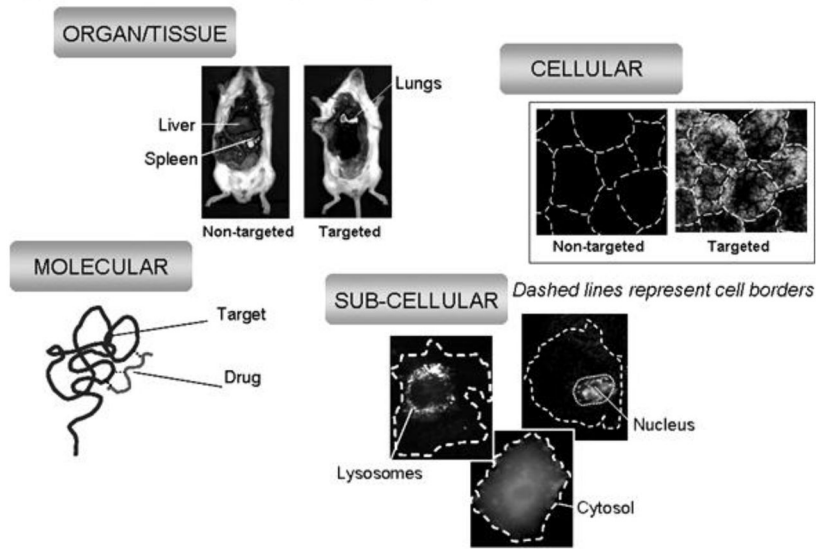 ORGAN/TISSUE
Liver
Spleen
Lungs
Non-targeted
Targeted
CELLULAR
Non-targeted
Targeted
Dashed lines represent cell borders
MOLECULAR
Target
Drug
SUB-CELLULAR
Lysosomes
Nucleus
Cytosol